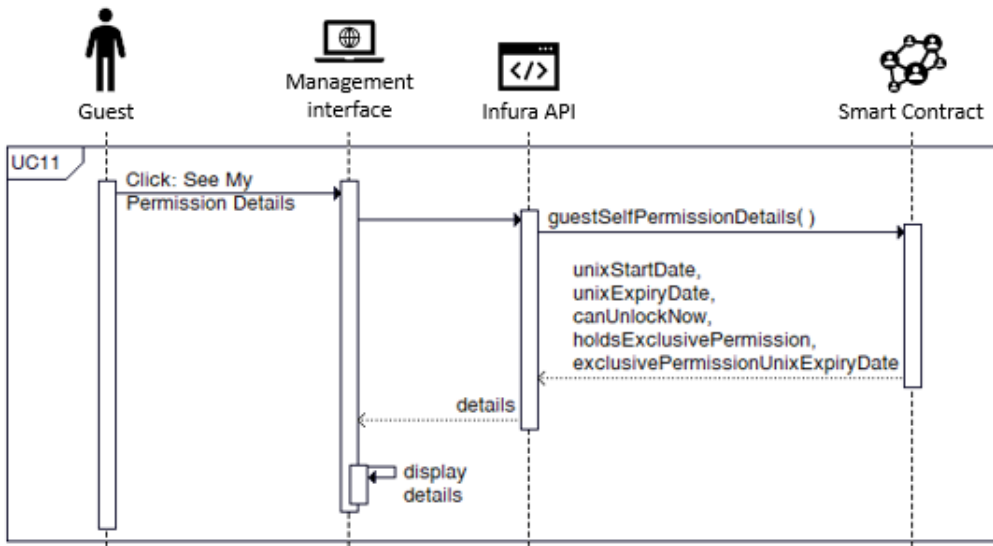 Guest
Management
interface
Infura API
Smart Contract
UC11
Click: See My
Permission Details
guestSelfPermissionDetails( )
unixStartDate,
unixExpiryDate,
canUnlockNow,
holdsExclusivePermission,
exclusivePermissionUnixExpiryDate
details
display
details